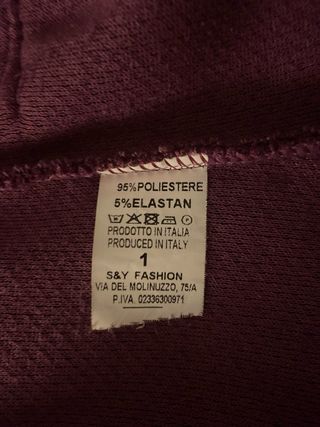 95%POLIESTERE
5%ELASTAN
PRODOTTO IN ITALIA
PRODUCED IN ITALY
1
S&Y FASHION
VIA DEL MOLINUZZO, 75/A
P.IVA 02336300971